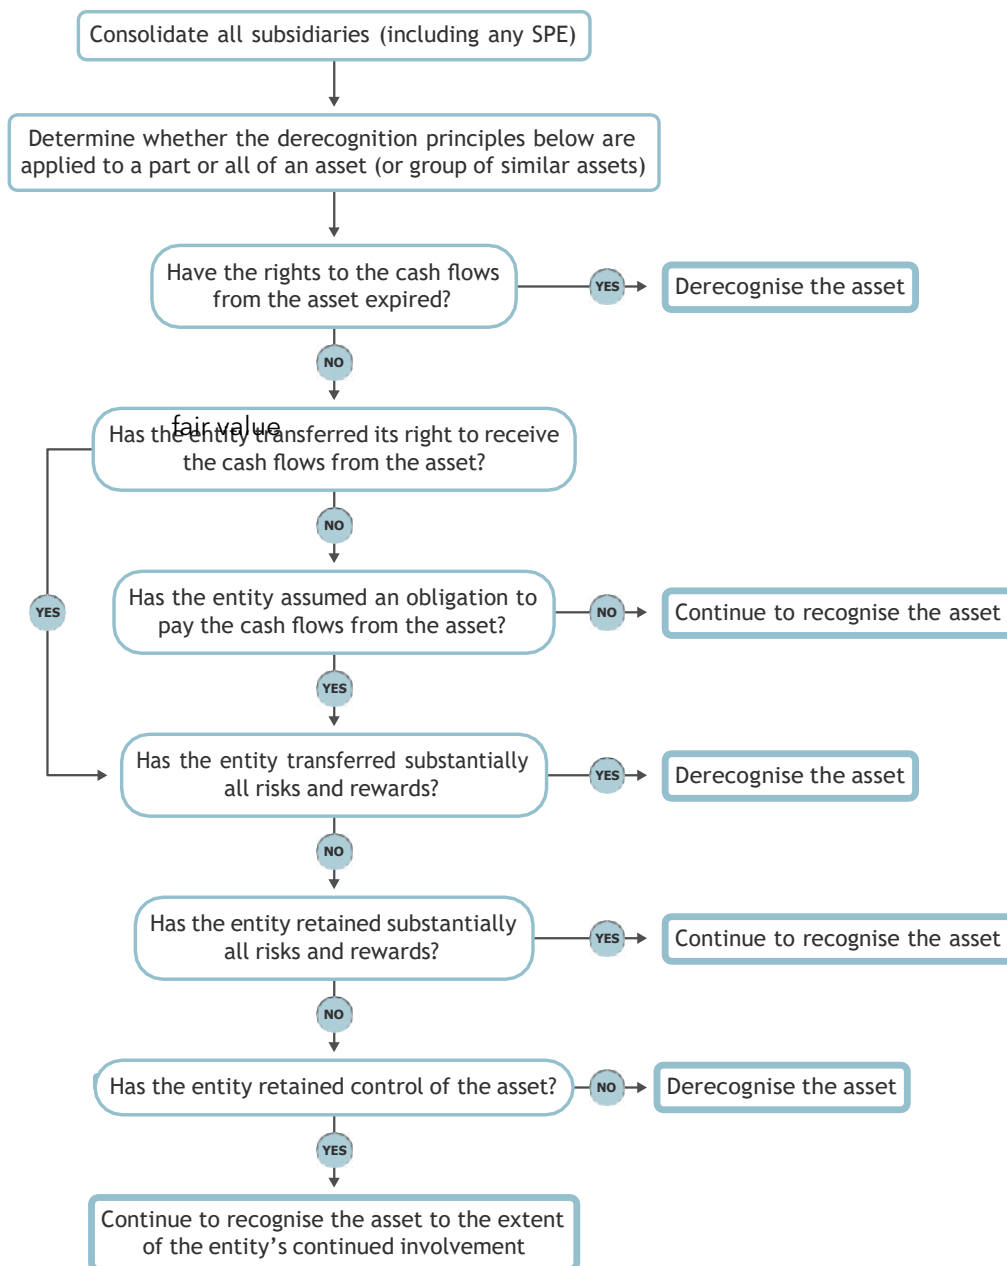 Consolidate all subsidiaries (including any SPE)
Determine whether the derecognition principles below are
applied to a part or all of an asset (or group of similar assets)
Have the rights to the cash flows
from the asset expired?
YES
Derecognise the asset
NO
fair value
Has the entity transferred its right to receive
the cash flows from the asset?
NO
YES
Has the entity assumed an obligation to
pay the cash flows from the asset?
NO
Continue to recognise the asset
YES
Has the entity transferred substantially
all risks and rewards?
YES
Derecognise the asset
NO
Has the entity retained substantially
all risks and rewards?
YES
Continue to recognise the asset
NO
Has the entity retained control of the asset?
NO
Derecognise the asset
YES
Continue to recognise the asset to the extent
of the entity’s continued involvement